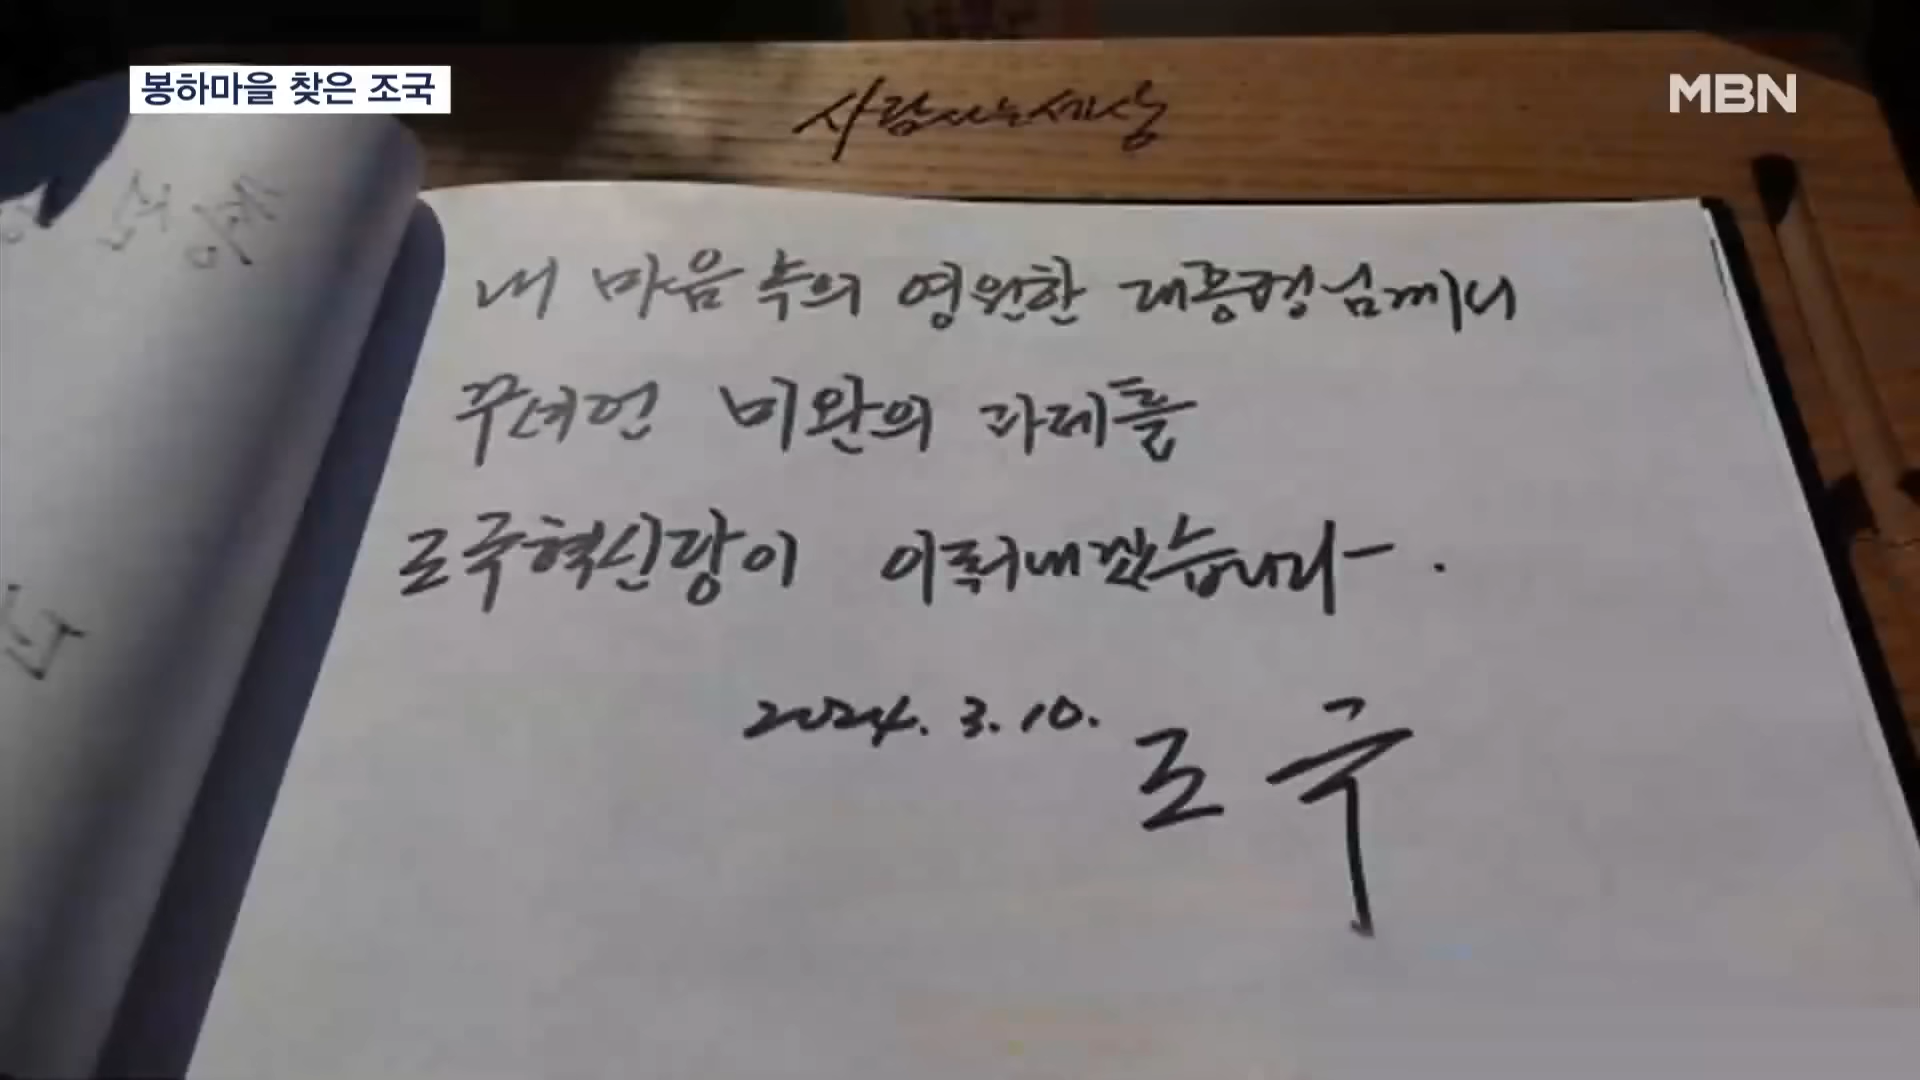 봉하마을 찾은 조국
MBN
사람사는세상
내 마음 속의 영원한 대통령님께서
꾸셨던 미완의 과제를
조국혁신당이 이뤄내겠습니다.
2024. 3. 10. 조국